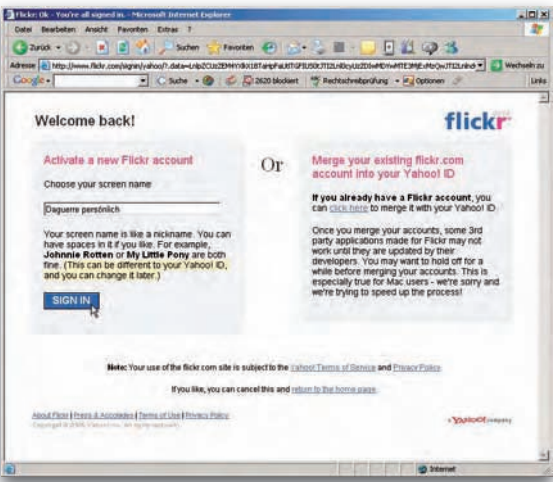 Flickr: Ok - You're all signed in. - Microsoft Internet Explorer
Datei Bearbeiten Ansicht Favoriten Extras ?
Zurück Suchen Favoriten
Adresse Wechseln zu
Google Suche 2620 blockiert Rechtschreibprüfung Optionen Links
Welcome back!
flickr
Activate a new Flickr account
Choose your screen name
Daguerre persönlich
Your screen name is like a nickname. You
can have spaces in it if you like. For example,
Johnnie Rotten or My Little Pony are both
fine. (This can be different to your Yahoo! ID,
and you can change it later.)
SIGN IN
Or
Merge your existing flickr.com
account into your Yahoo! ID
If you already have a Flickr account, you
can click here to merge it with your Yahoo! ID
Once you merge your accounts, some 3rd
party applications made for Flickr may not
work until they are updated by their
developers. You may want to hold off for a
while before merging your accounts. This is
especially true for Mac users - we're sorry and
we're trying to speed up the process!
Note: Your use of the flickr.com site is subject to the Yahoo! Terms of Service and Privacy Policy
If you like, you can cancel this and return to the home page.
About Flickr | Press & Accolades | Terms of Use | Privacy Policy
a YAHOO! company
Internet